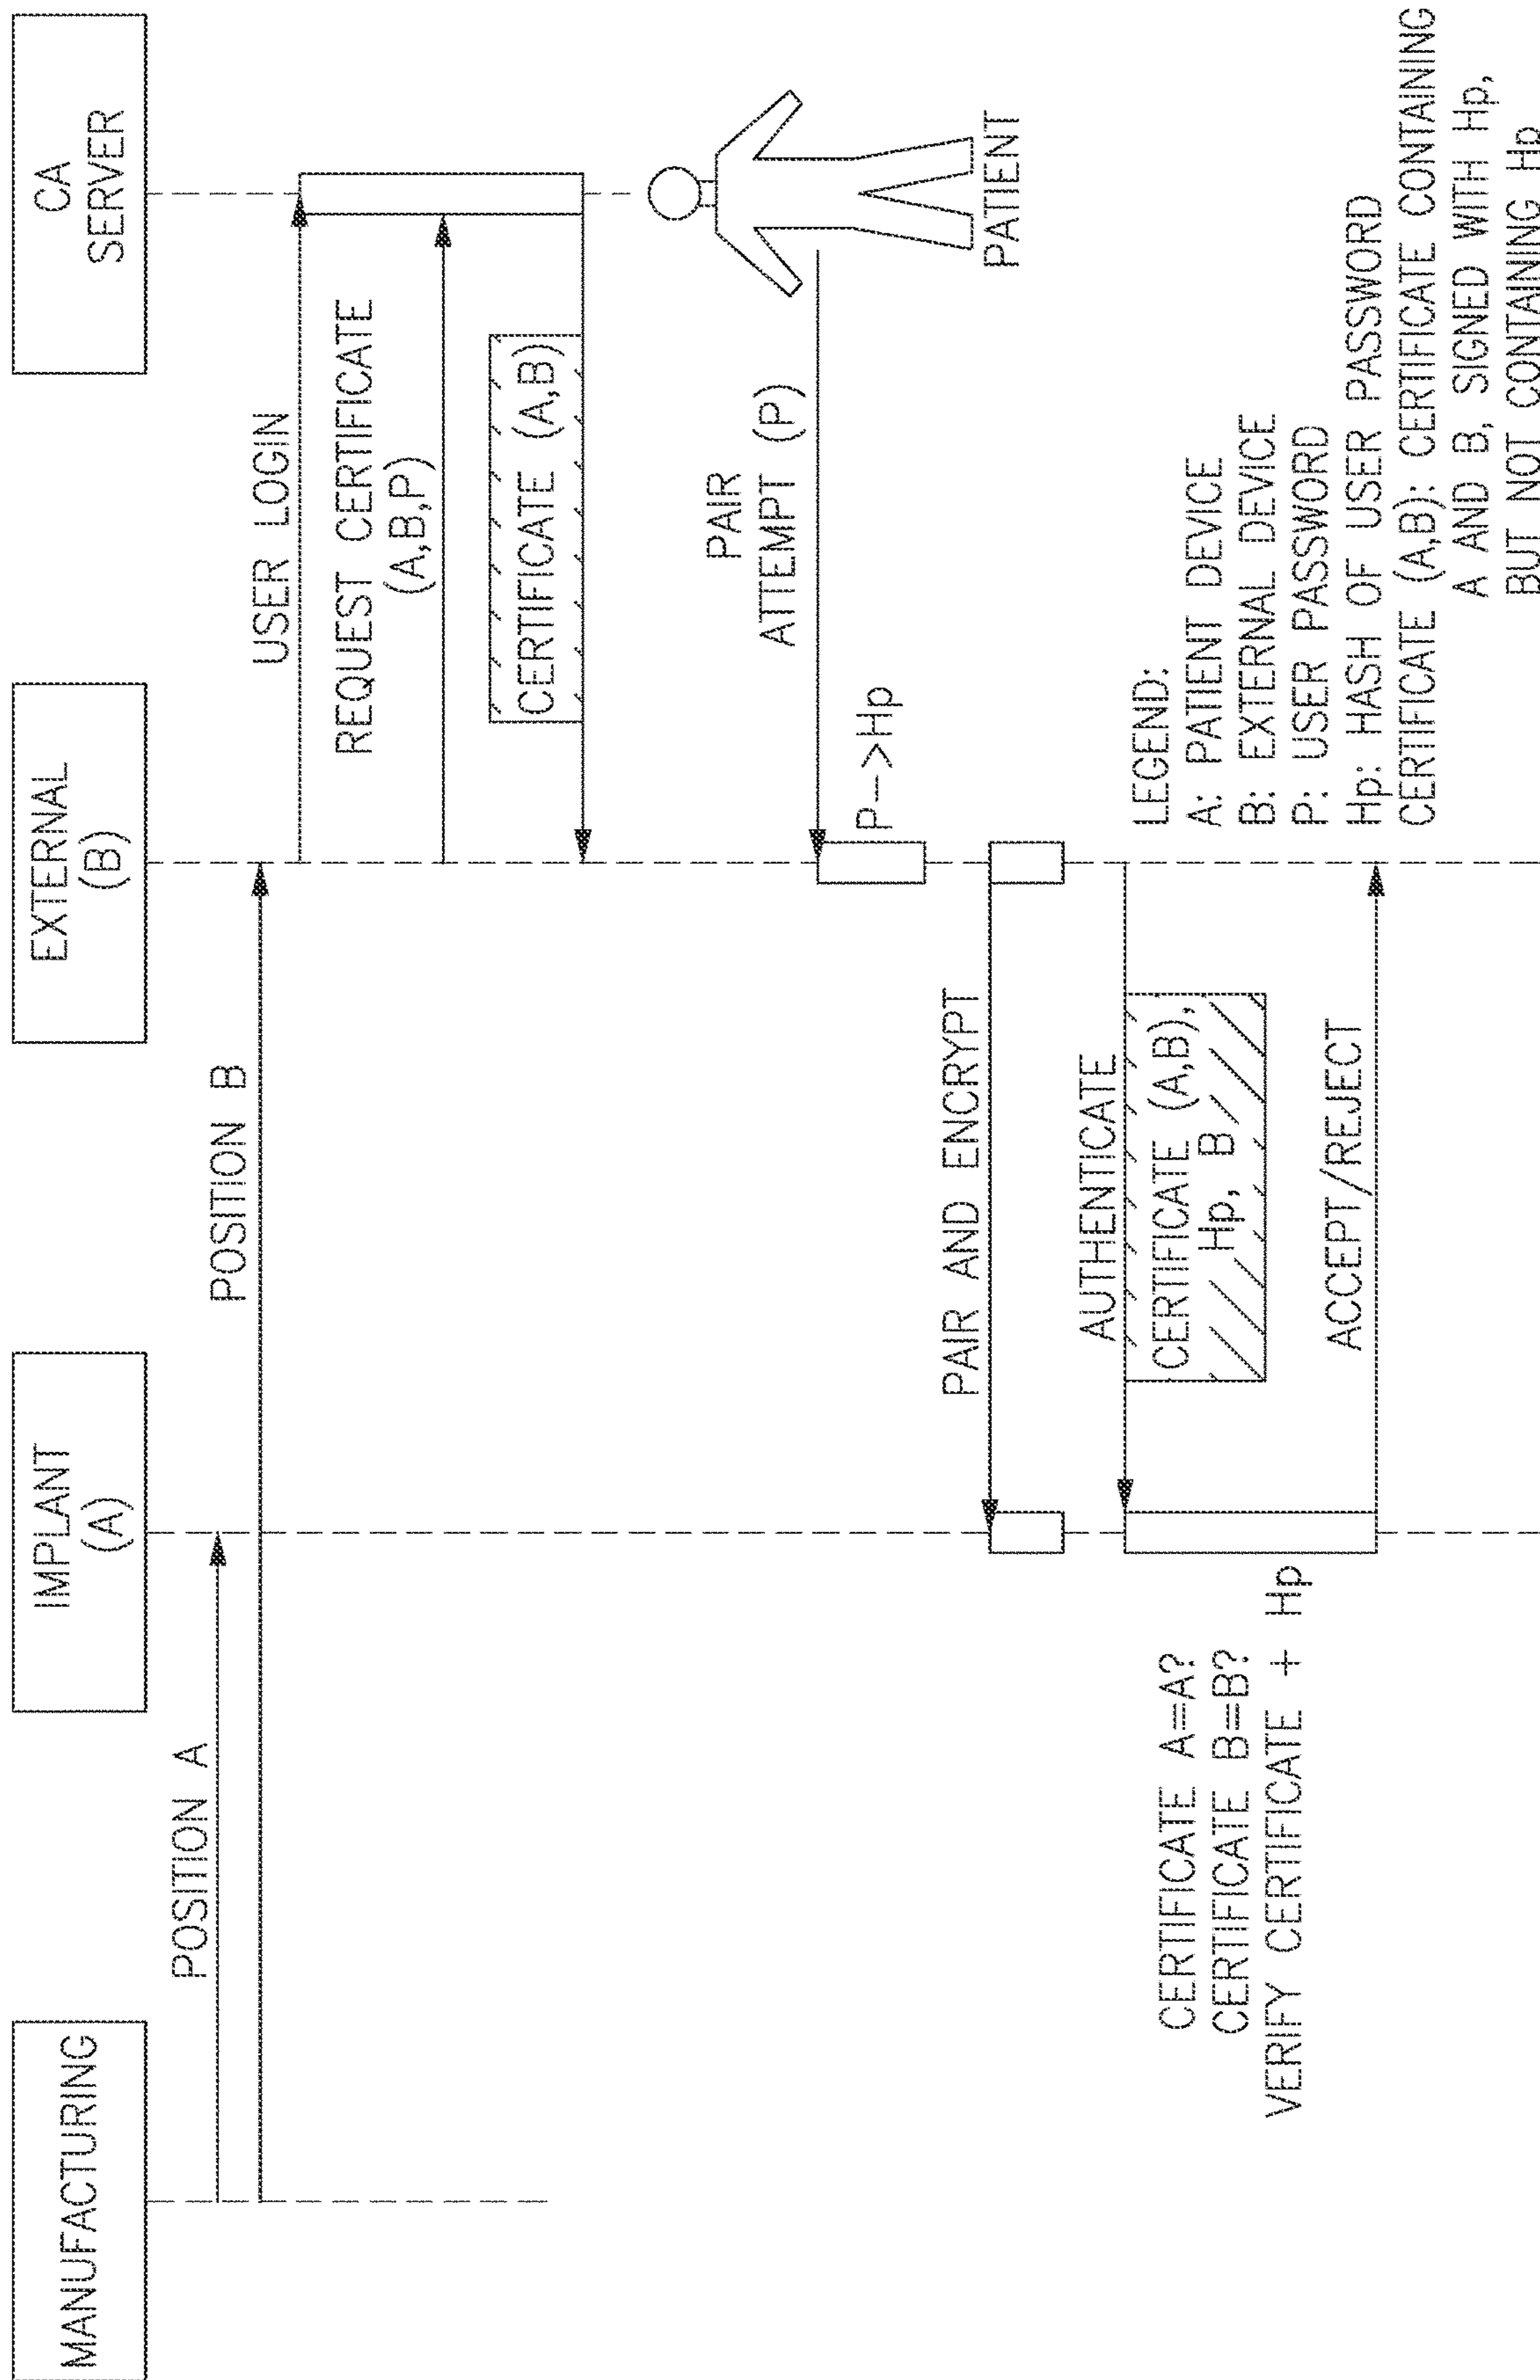 MANUFACTURING
IMPLANT
(A)
EXTERNAL
(B)
CA
SERVER
POSITION A
POSITION B
USER LOGIN
REQUEST CERTIFICATE
(A,B,P)
CERTIFICATE (A,B)
PAIR
ATTEMPT (P)
PATIENT
P-->Hp
PAIR AND ENCRYPT
AUTHENTICATE
CERTIFICATE (A,B),
Hp, B
CERTIFICATE A=A?
CERTIFICATE B=B?
VERIFY CERTIFICATE + Hp
ACCEPT/REJECT
LEGEND:
A: PATIENT DEVICE
B: EXTERNAL DEVICE
P: USER PASSWORD
Hp: HASH OF USER PASSWORD
CERTIFICATE (A,B): CERTIFICATE CONTAINING
A AND B, SIGNED WITH Hp,
BUT NOT CONTAINING Hp